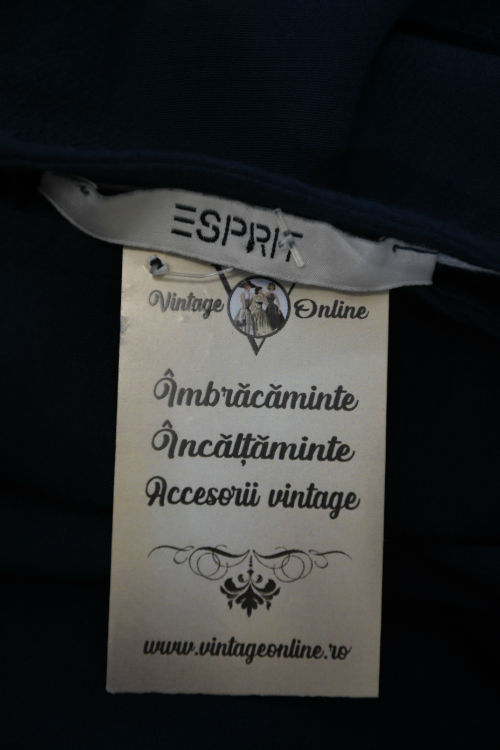 ESPRIT
Vintage Online
Îmbrăcăminte
Încălțăminte
Accesorii vintage
www.vintageonline.ro